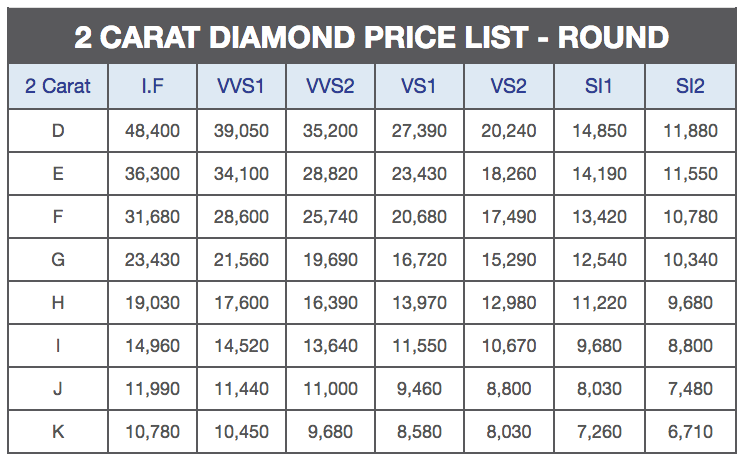 2 CARAT DIAMOND PRICE LIST - ROUND
2 Carat I.F VVS1 VVS2 VS1 VS2 SI1 SI2
D 48,400 39,050 35,200 27,390 20,240 14,850 11,880
E 36,300 34,100 28,820 23,430 18,260 14,190 11,550
F 31,680 28,600 25,740 20,680 17,490 13,420 10,780
G 23,430 21,560 19,690 16,720 15,290 12,540 10,340
H 19,030 17,600 16,390 13,970 12,980 11,220 9,680
I 14,960 14,520 13,640 11,550 10,670 9,680 8,800
J 11,990 11,440 11,000 9,460 8,800 8,030 7,480
K 10,780 10,450 9,680 8,580 8,030 7,260 6,710